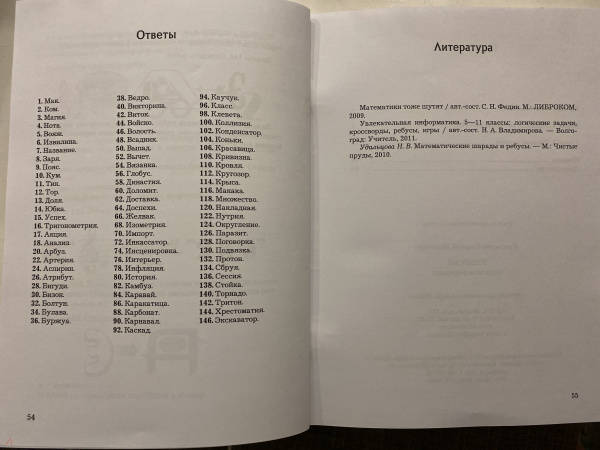 Ответы
1. Мак.
2. Ком.
3. Магия.
4. Нота.
5. Вожи.
6. Извилина.
7. Название.
8. Заря.
9. Пояс.
10. Кум.
11. Тик.
12. Тор.
13. Доля.
14. Юбка.
15. Успех.
16. Тригонометрия.
17. Акция.
18. Анализ.
20. Арбуз.
22. Артерия.
24. Аспирин.
26. Атрибут.
28. Бигуди.
30. Бизон.
32. Болтун.
34. Булава.
36. Буржуа.
38. Ведро.
40. Викторина.
42. Виток.
44. Войско.
46. Волость.
48. Всадник.
50. Выпад.
52. Вычет.
54. Вязанка.
56. Глобус.
58. Династия.
60. Доломит.
62. Доставка.
64. Доспехи.
66. Желвак.
68. Изометрия.
70. Импорт.
72. Инкассатор.
74. Инсценировка.
76. Интерьер.
78. Инфляция.
80. История.
82. Камбуз.
84. Каравай.
86. Каракатица.
88. Карбонат.
90. Карнавал.
92. Каскад.
94. Каучук.
96. Класс.
98. Клевета.
100. Коллизия.
102. Конденсатор.
104. Коньки.
106. Красавица.
108. Кривизна.
110. Кровля.
112. Кругозор.
114. Крыса.
116. Макака.
118. Множество.
120. Накладная.
122. Нутрия.
124. Округление.
126. Паразит.
128. Поговорка.
130. Подвязка.
132. Протон.
134. Сбруя.
136. Сессия.
138. Стойка.
140. Торнадо.
142. Тритон.
144. Хрестоматия.
146. Экскаватор.
54
Литература
Математики тоже шутят / авт.-сост. С. Н. Федин. М.: ЛИБРОКОМ,
2009.
Увлекательная информатика. 5—11 классы: логические задачи,
кроссворды, ребусы, игры / авт.-сост. Н. А. Владимирова. — Волго-
град: Учитель, 2011.
Удальцова Н. В. Математические шарады и ребусы. — М.: Чистые
пруды, 2010.
55